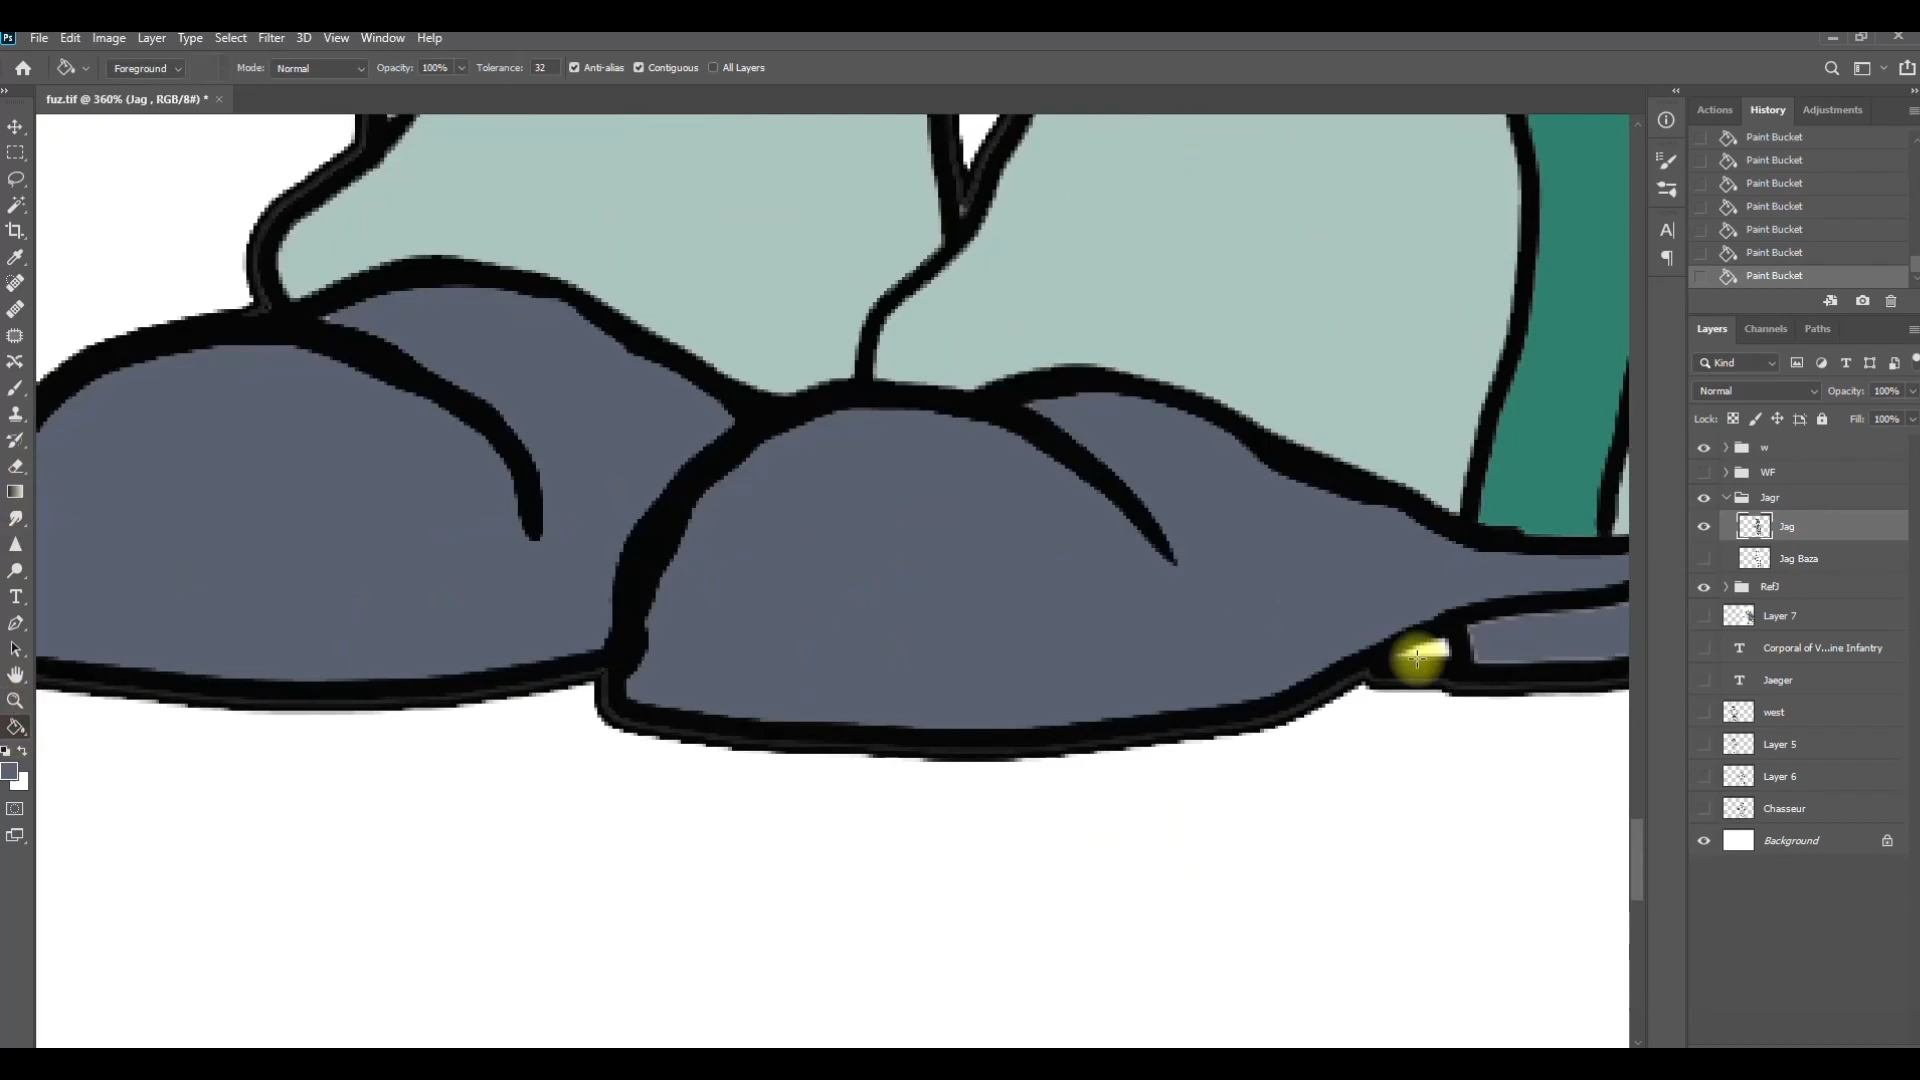 Ps File Edit Image Layer Type Select Filter 3D View Window Help
Foreground Mode: Normal Opacity: 100% Tolerance: 32 Anti-alias Contiguous All Layers
fuz.tif @ 360% (Jag , RGB/8#) *
Actions History Adjustments
Paint Bucket
Paint Bucket
Paint Bucket
Paint Bucket
Paint Bucket
Paint Bucket
Paint Bucket
Layers Channels Paths
Kind
Normal Opacity: 100%
Lock: Fill: 100%
w
WF
Jagr
Jag
Jag Baza
RefJ
Layer 7
Corporal of V...ine Infantry
Jaeger
west
Layer 5
Layer 6
Chasseur
Background